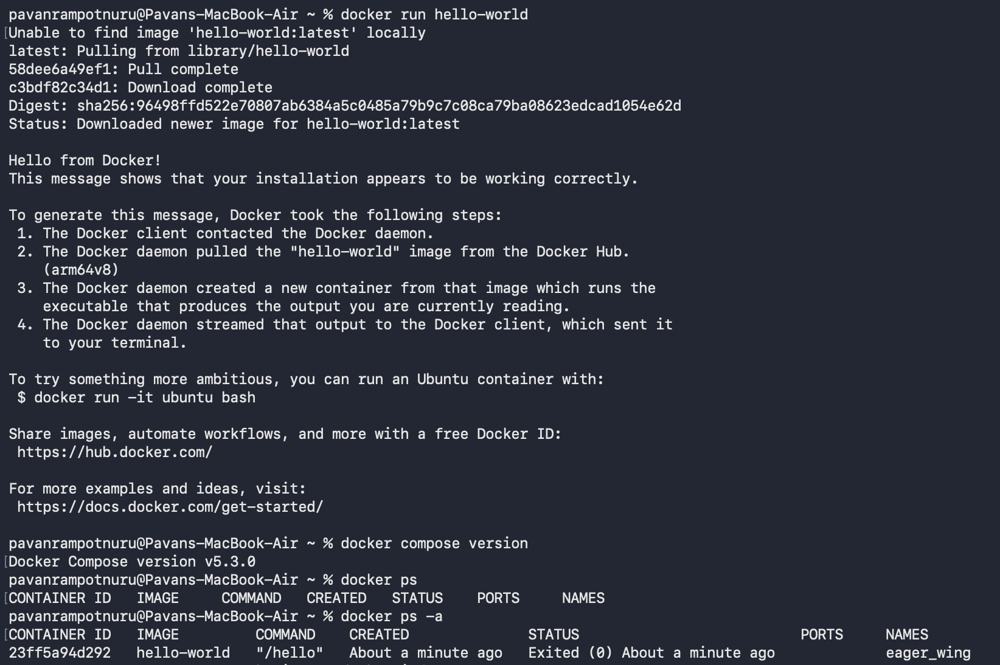 pavanrampotnuru@Pavans-MacBook-Air ~ % docker run hello-world
[Unable to find image 'hello-world:latest' locally
latest: Pulling from library/hello-world
58dee6a49ef1: Pull complete
c3bdf82c34d1: Download complete
Digest: sha256:96498ffd522e70807ab6384a5c0485a79b9c7c08ca79ba08623edcad1054e62d
Status: Downloaded newer image for hello-world:latest

Hello from Docker!
This message shows that your installation appears to be working correctly.

To generate this message, Docker took the following steps:
 1. The Docker client contacted the Docker daemon.
 2. The Docker daemon pulled the "hello-world" image from the Docker Hub.
    (arm64v8)
 3. The Docker daemon created a new container from that image which runs the
    executable that produces the output you are currently reading.
 4. The Docker daemon streamed that output to the Docker client, which sent it
    to your terminal.

To try something more ambitious, you can run an Ubuntu container with:
 $ docker run -it ubuntu bash

Share images, automate workflows, and more with a free Docker ID:
 https://hub.docker.com/

For more examples and ideas, visit:
 https://docs.docker.com/get-started/

pavanrampotnuru@Pavans-MacBook-Air ~ % docker compose version
[Docker Compose version v5.3.0
pavanrampotnuru@Pavans-MacBook-Air ~ % docker ps
[CONTAINER ID   IMAGE     COMMAND   CREATED   STATUS    PORTS     NAMES
pavanrampotnuru@Pavans-MacBook-Air ~ % docker ps -a
[CONTAINER ID   IMAGE         COMMAND    CREATED              STATUS                          PORTS     NAMES
23ff5a94d292   hello-world   "/hello"   About a minute ago   Exited (0) About a minute ago             eager_wing